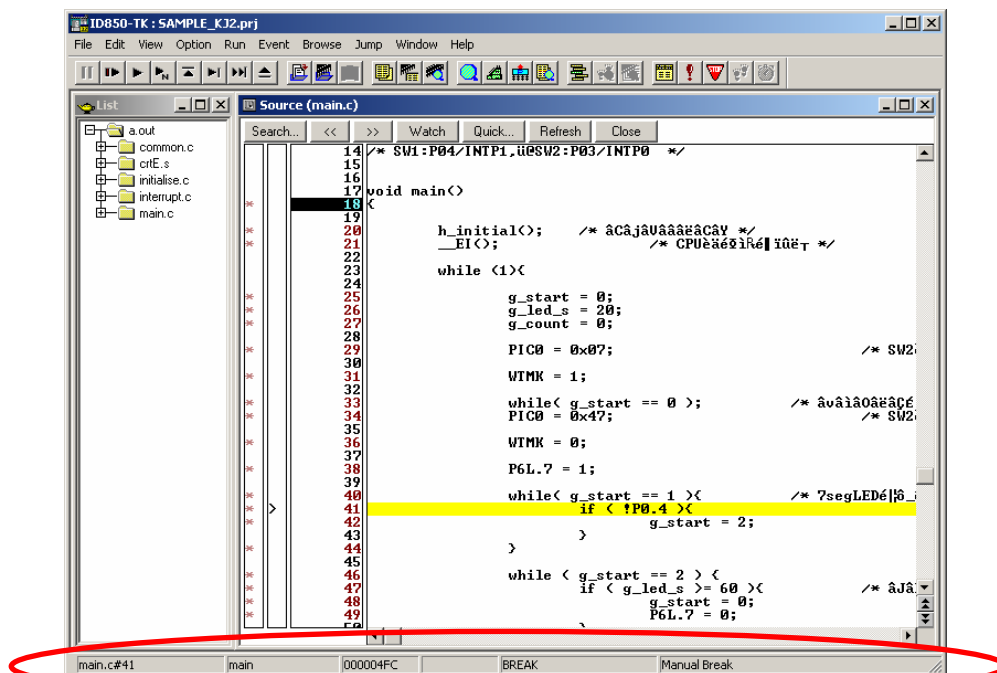 ID850-TK : SAMPLE_KJ2.prj
File Edit View Option Run Event Browse Jump Window Help
List
Source (main.c)
a.out
common.c
crtE.s
initialise.c
interrupt.c
main.c
Search... << >> Watch Quick... Refresh Close
14 /* SW1:P04/INTP1,üeSW2:P03/INTP0 */
15
16
17 void main()
* 18 {
19
* 20 h_initial(); /*
* 21 __EI(); /* CPU
22
23 while (1){
24
* 25 g_start = 0;
* 26 g_led_s = 20;
* 27 g_count = 0;
28
* 29 PIC0 = 0x07; /* SW2
30
* 31 WTMK = 1;
32
* 33 while( g_start == 0 ); /*
* 34 PIC0 = 0x47; /* SW2
35
* 36 WTMK = 0;
37
* 38 P6L.7 = 1;
39
* 40 while( g_start == 1 ){ /* 7segLED
* > 41 if ( !P0.4 ){
* 42 g_start = 2;
43 }
* 44 }
45
* 46 while ( g_start == 2 ) {
* 47 if ( g_led_s >= 60 ){ /*
* 48 g_start = 0;
* 49 P6L.7 = 0;
main.c#41 main 000004FC BREAK Manual Break